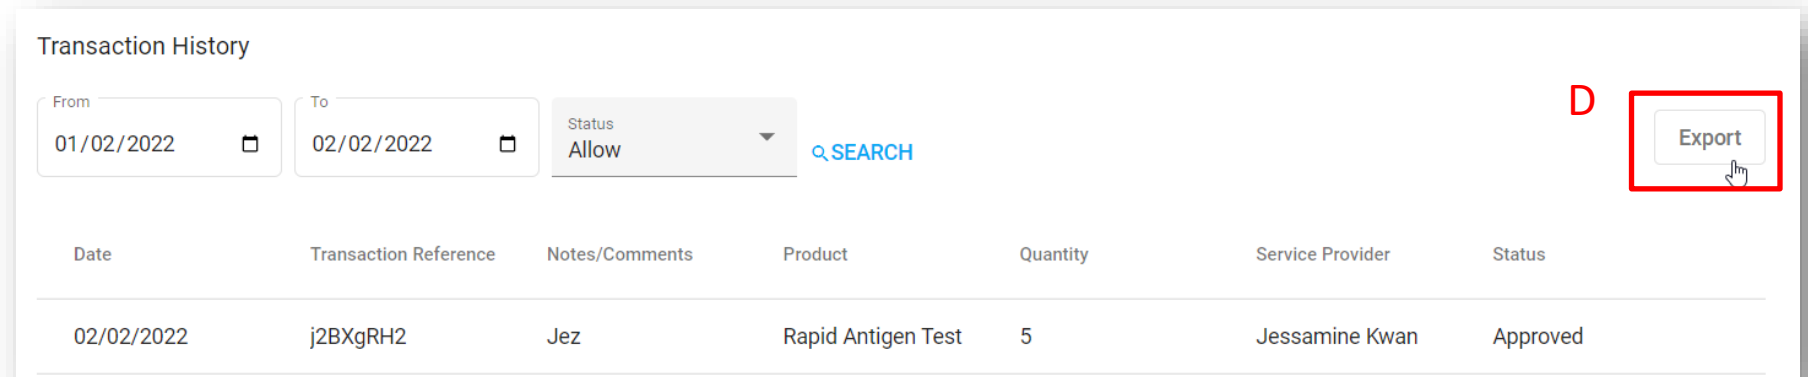 Transaction History
From To
01/02/2022 02/02/2022 Status
Allow SEARCH D Export
Date Transaction Reference Notes/Comments Product Quantity Service Provider Status
02/02/2022 j2BXgRH2 Jez Rapid Antigen Test 5 Jessamine Kwan Approved